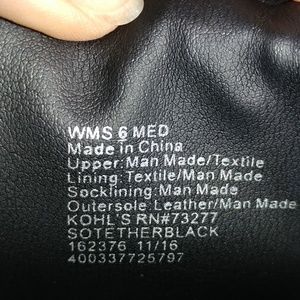 WMS 6 MED
Made in China
Upper:Man Made/Textile
Lining:Textile/Man Made
Socklining:Man Made
Outersole:Leather/Man Made
KOHL'S RN#73277
SOTETHERBLACK
162376 11/16
400337725797